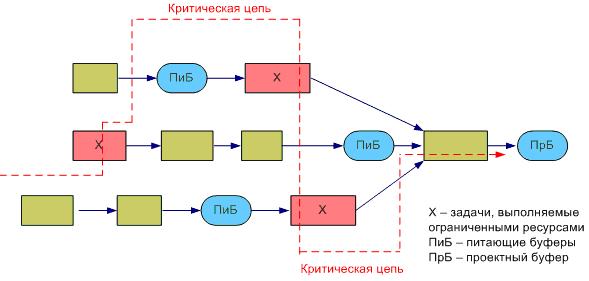 Критическая цепь
ПиБ
Х
Х
ПиБ
ПрБ
ПиБ
Х
Х – задачи, выполняемые
ограниченными ресурсами
ПиБ – питающие буферы
ПрБ – проектный буфер
Критическая цепь